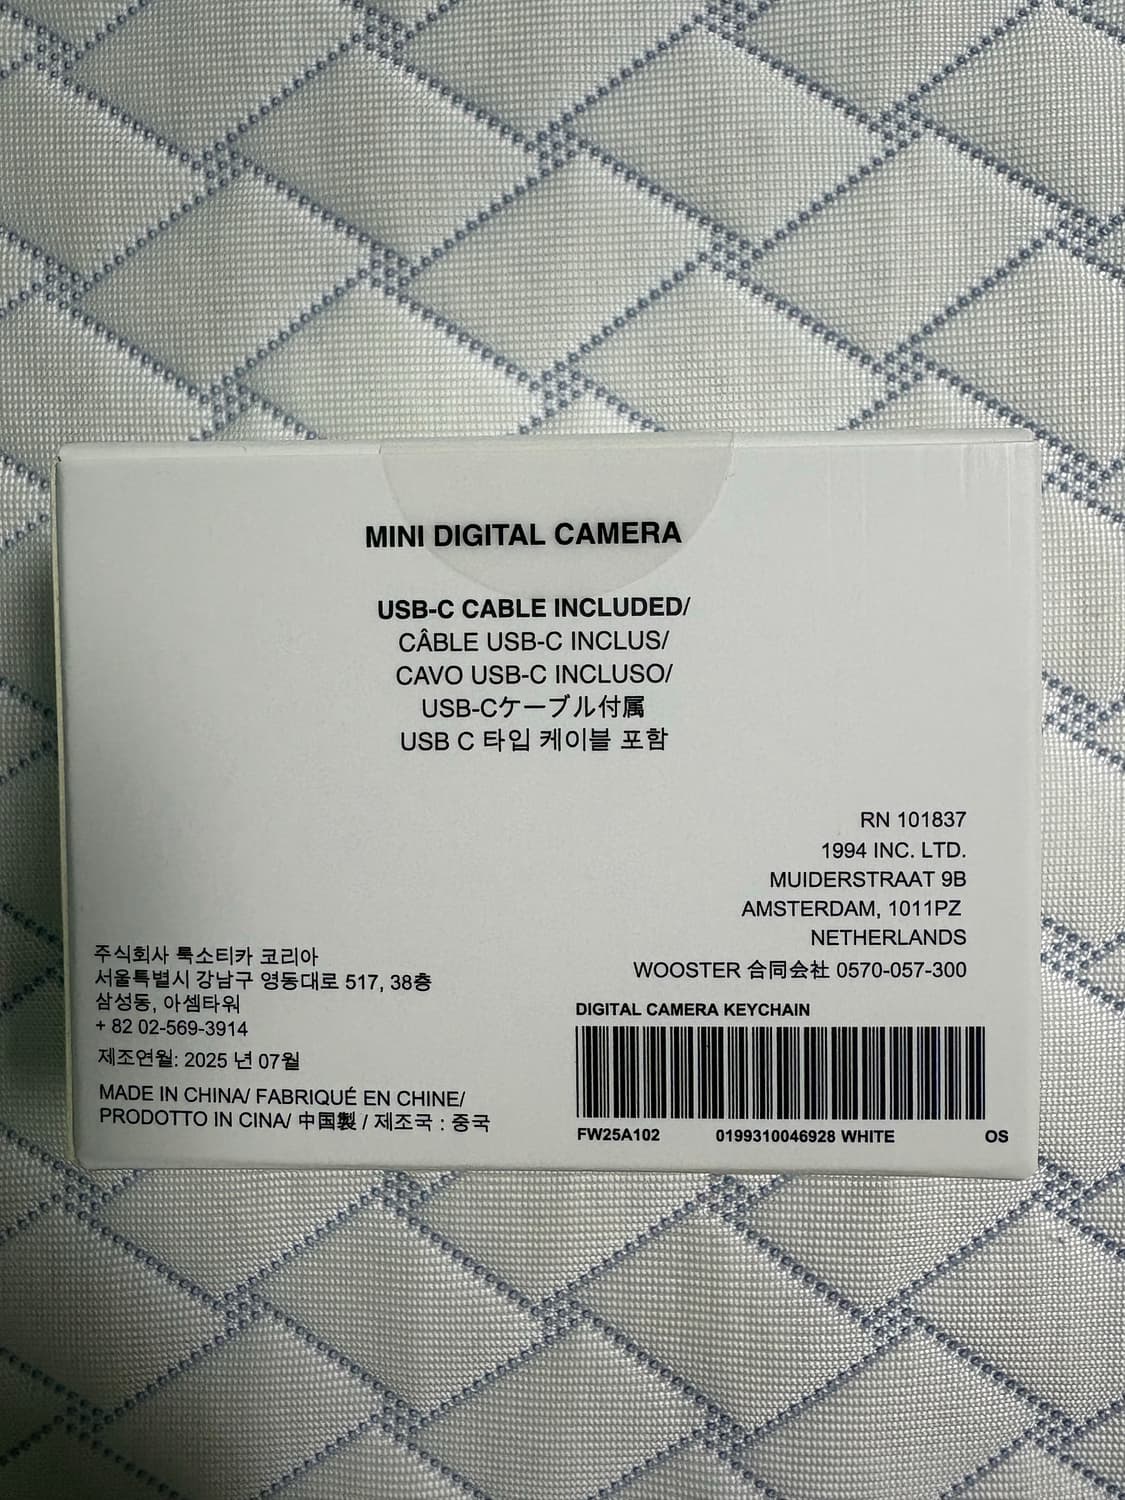 MINI DIGITAL CAMERA
USB-C CABLE INCLUDED/
CÂBLE USB-C INCLUS/
CAVO USB-C INCLUSO/
USB-Cケーブル付属
USB C 타입 케이블 포함
RN 101837
1994 INC. LTD.
MUIDERSTRAAT 9B
AMSTERDAM, 1011PZ
NETHERLANDS
WOOSTER 合同会社 0570-057-300
주식회사 룩소티카 코리아
서울특별시 강남구 영동대로 517, 38층
삼성동, 아셈타워
+ 82 02-569-3914
제조연월: 2025 년 07월
MADE IN CHINA/ FABRIQUÉ EN CHINE/
PRODOTTO IN CINA/ 中国製 / 제조국 : 중국
DIGITAL CAMERA KEYCHAIN
FW25A102 0199310046928 WHITE OS